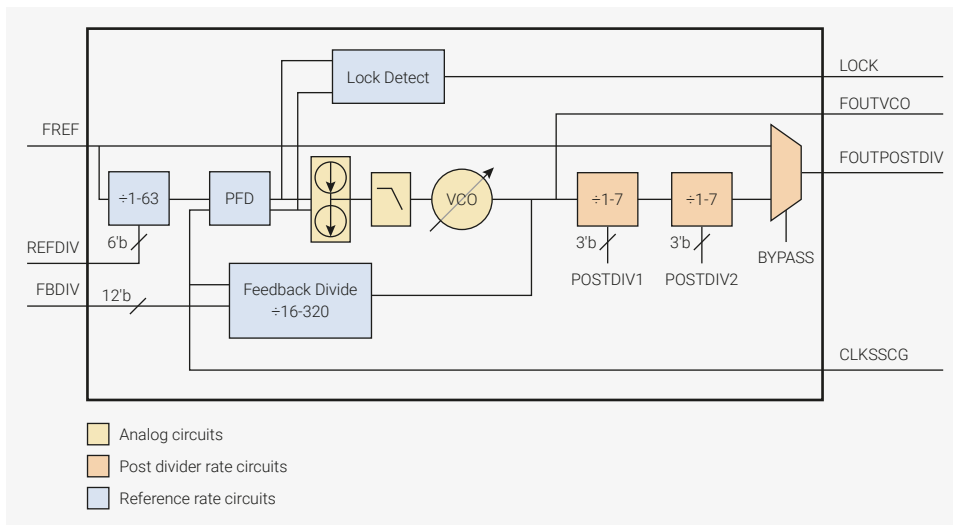 Lock Detect
LOCK
FOUTVCO
FREF
FOUTPOSTDIV
÷1-63
PFD
VCO
÷1-7
÷1-7
6'b
3'b
3'b
REFDIV
BYPASS
POSTDIV1
POSTDIV2
FBDIV
12'b
Feedback Divide
÷16-320
CLKSSCG
Analog circuits
Post divider rate circuits
Reference rate circuits